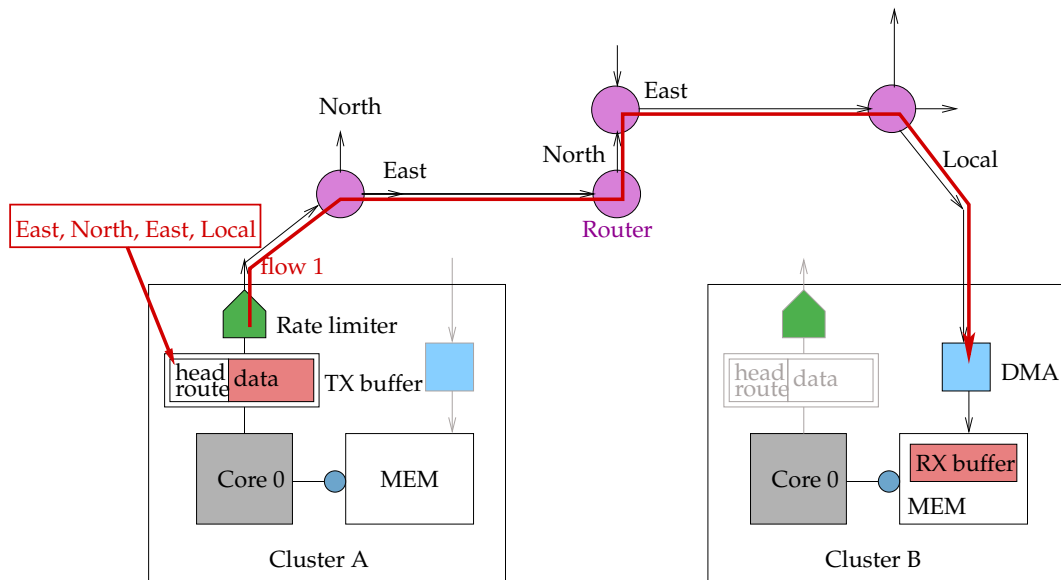 East
North
North
East
Local
Router
East, North, East, Local
flow 1
Rate limiter
head
route
data
TX buffer
head
route
data
DMA
Core 0
MEM
Core 0
RX buffer
MEM
Cluster A
Cluster B